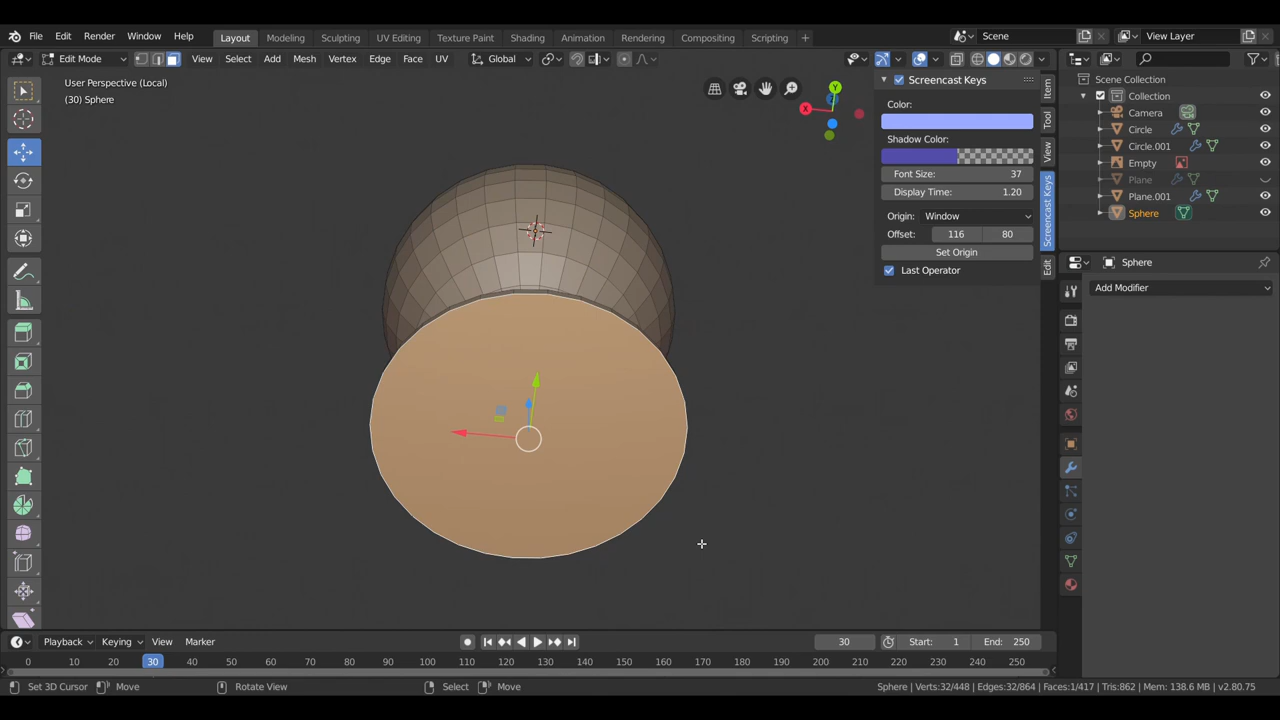 File Edit Render Window Help Layout Modeling Sculpting UV Editing Texture Paint Shading Animation Rendering Compositing Scripting + Scene View Layer
Edit Mode View Select Add Mesh Vertex Edge Face UV Global
User Perspective (Local)
(30) Sphere
X
Y
Screencast Keys
Color:
Shadow Color:
Font Size: 37
Display Time: 1.20
Origin: Window
Offset: 116 80
Set Origin
Last Operator
Item
Tool
View
Screencast Keys
Edit
Scene Collection
Collection
Camera
Circle
Circle.001
Empty
Plane
Plane.001
Sphere
Sphere
Add Modifier
Playback Keying View Marker 30 Start: 1 End: 250
0 10 20 30 40 50 60 70 80 90 100 110 120 130 140 150 160 170 180 190 200 210 220 230 240 250
Set 3D Cursor Move Rotate View Select Move Sphere | Verts:32/448 | Edges:32/864 | Faces:1/417 | Tris:862 | Mem: 138.6 MB | v2.80.75